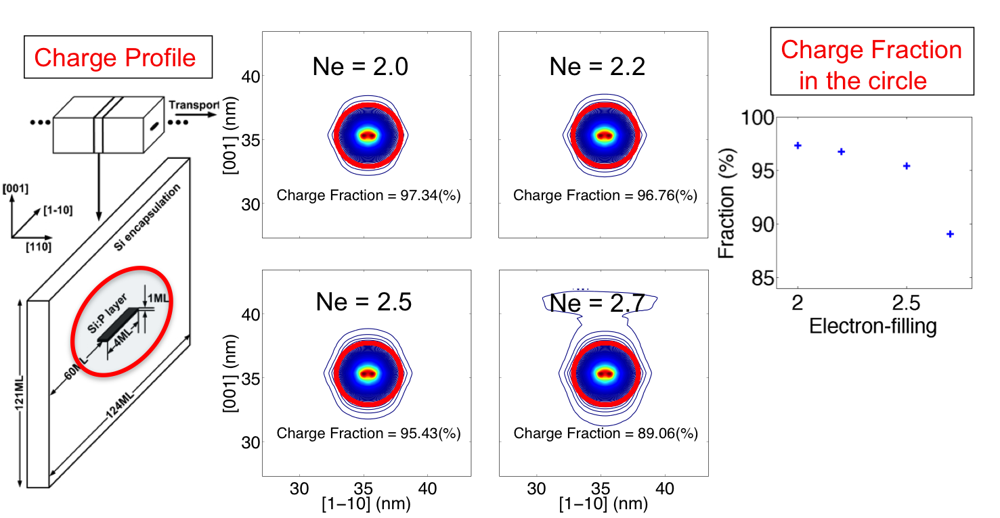 Charge Profile
Transport
[001]
[1-10]
[110]
Si encapsulation
Si:P layer
1ML
4ML
60ML
121ML
124ML
Ne = 2.0
Charge Fraction = 97.34(%)
Ne = 2.2
Charge Fraction = 96.76(%)
40
35
30
[001] (nm)
Ne = 2.5
Charge Fraction = 95.43(%)
Ne = 2.7
Charge Fraction = 89.06(%)
40
35
30
[001] (nm)
30 35 40
[1−10] (nm)
30 35 40
[1−10] (nm)
Charge Fraction
in the circle
100
95
90
85
Fraction (%)
2 2.5
Electron-filling